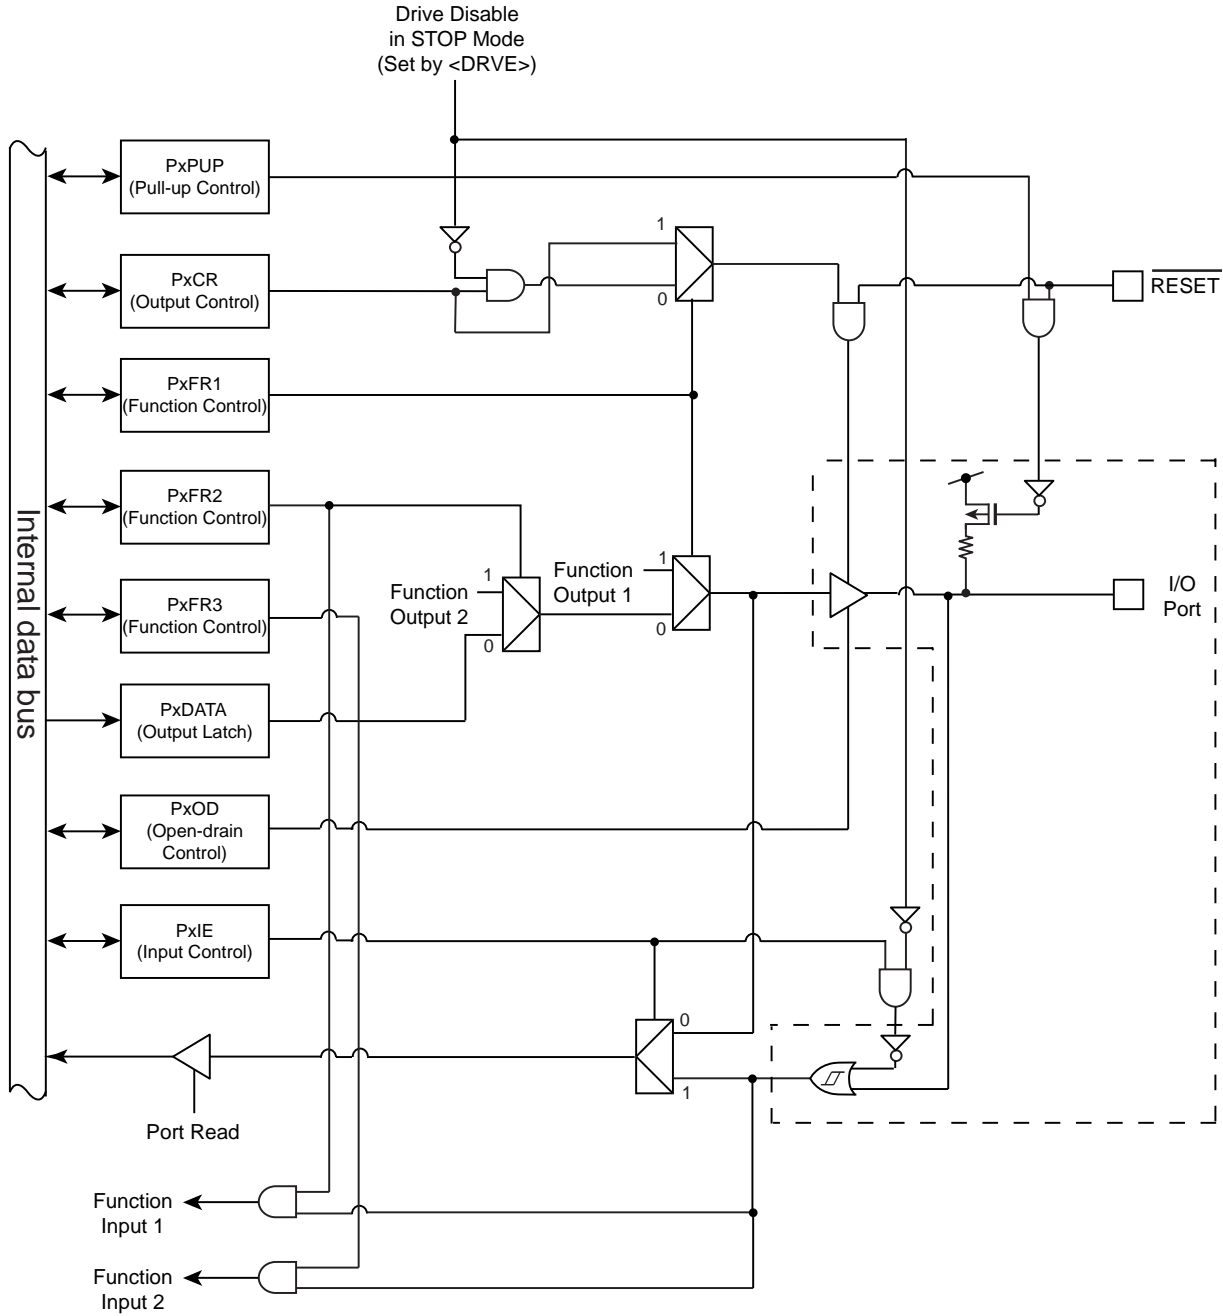 Drive Disable
in STOP Mode
(Set by <DRVE>)
Internal data bus
PxPUP
(Pull-up Control)
PxCR
(Output Control)
1
0
RESET
PxFR1
(Function Control)
PxFR2
(Function Control)
PxFR3
(Function Control)
Function
Output 2
1
0
Function
Output 1
1
0
I/O
Port
PxDATA
(Output Latch)
PxOD
(Open-drain
Control)
PxIE
(Input Control)
0
1
Port Read
Function
Input 1
Function
Input 2